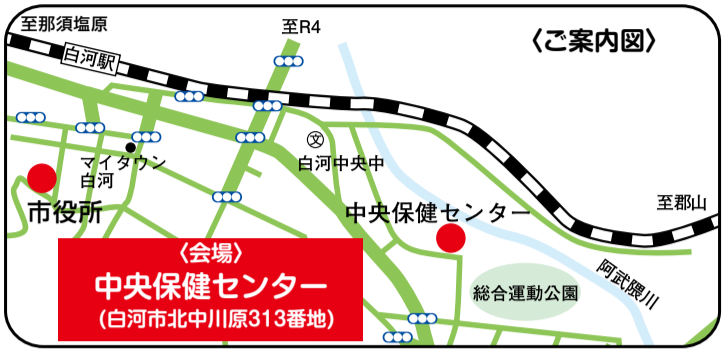 至那須塩原
至R4
〈ご案内図〉
白河駅
文
マイタウン
白河
白河中央中
市役所
中央保健センター
至郡山
〈会場〉
中央保健センター
(白河市北中川原313番地)
総合運動公園
阿武隈川